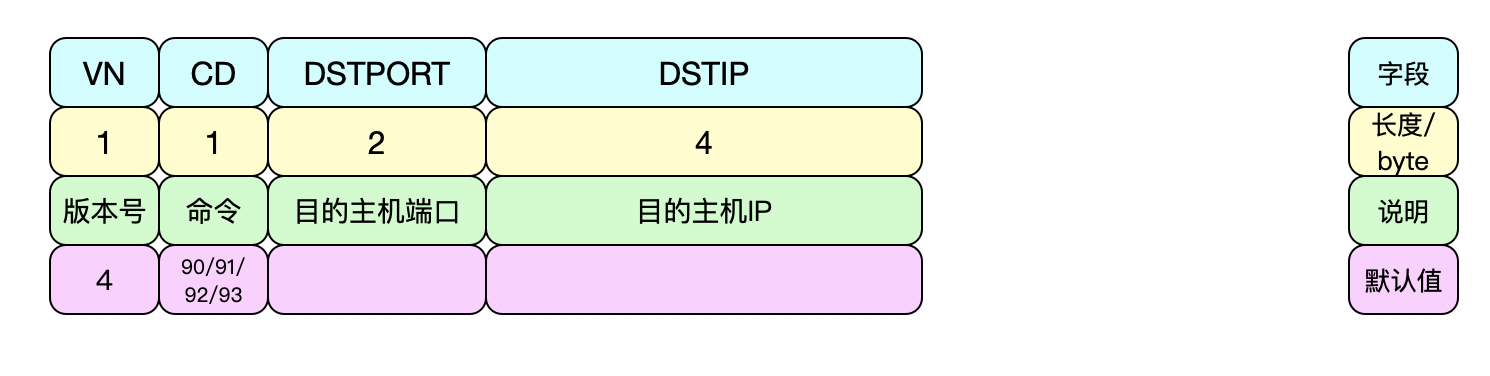 VN CD DSTPORT DSTIP 字段
1 1 2 4 长度/
byte
版本号 命令 目的主机端口 目的主机IP 说明
4 90/91/
92/93 默认值